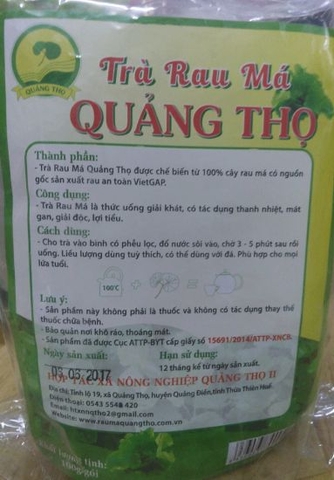 QUẢNG THỌ
Trà Rau Má
QUẢNG THỌ
Thành phần:
- Trà Rau Má Quảng Thọ được chế biến từ 100% cây rau má có nguồn
gốc sản xuất rau an toàn VietGAP.
Công dụng:
- Trà Rau Má là thức uống giải khát, có tác dụng thanh nhiệt, mát
gan, giải độc, lợi tiểu.
Cách dùng:
- Cho trà vào bình có phễu lọc, đổ nước sôi vào, chờ 3 - 5 phút sau rồi
uống. Liều lượng dùng tuỳ thích, có thể dùng với đá. Phù hợp cho mọi
lứa tuổi.
100°C
Lưu ý:
- Sản phẩm này không phải là thuốc và không có tác dụng thay thế
thuốc chữa bệnh.
- Bảo quản nơi khô ráo, thoáng mát.
- Sản phẩm đã được Cục ATTP-BYT cấp giấy số 15691/2014/ATTP-XNCB.
Ngày sản xuất:
Hạn sử dụng:
03.03.2017
12 tháng kể từ ngày sản xuất.
HỢP TÁC XÃ NÔNG NGHIỆP QUẢNG THỌ II
Địa chỉ: Tỉnh lộ 19, xã Quảng Thọ, huyện Quảng Điền, tỉnh Thừa Thiên Huế.
Điện thoại: 0543 5548 420
Email: htxnnqtho2@gmail.com
Website: www.raumaquangtho.com.vn
Khối lượng tịnh:
100g/gói